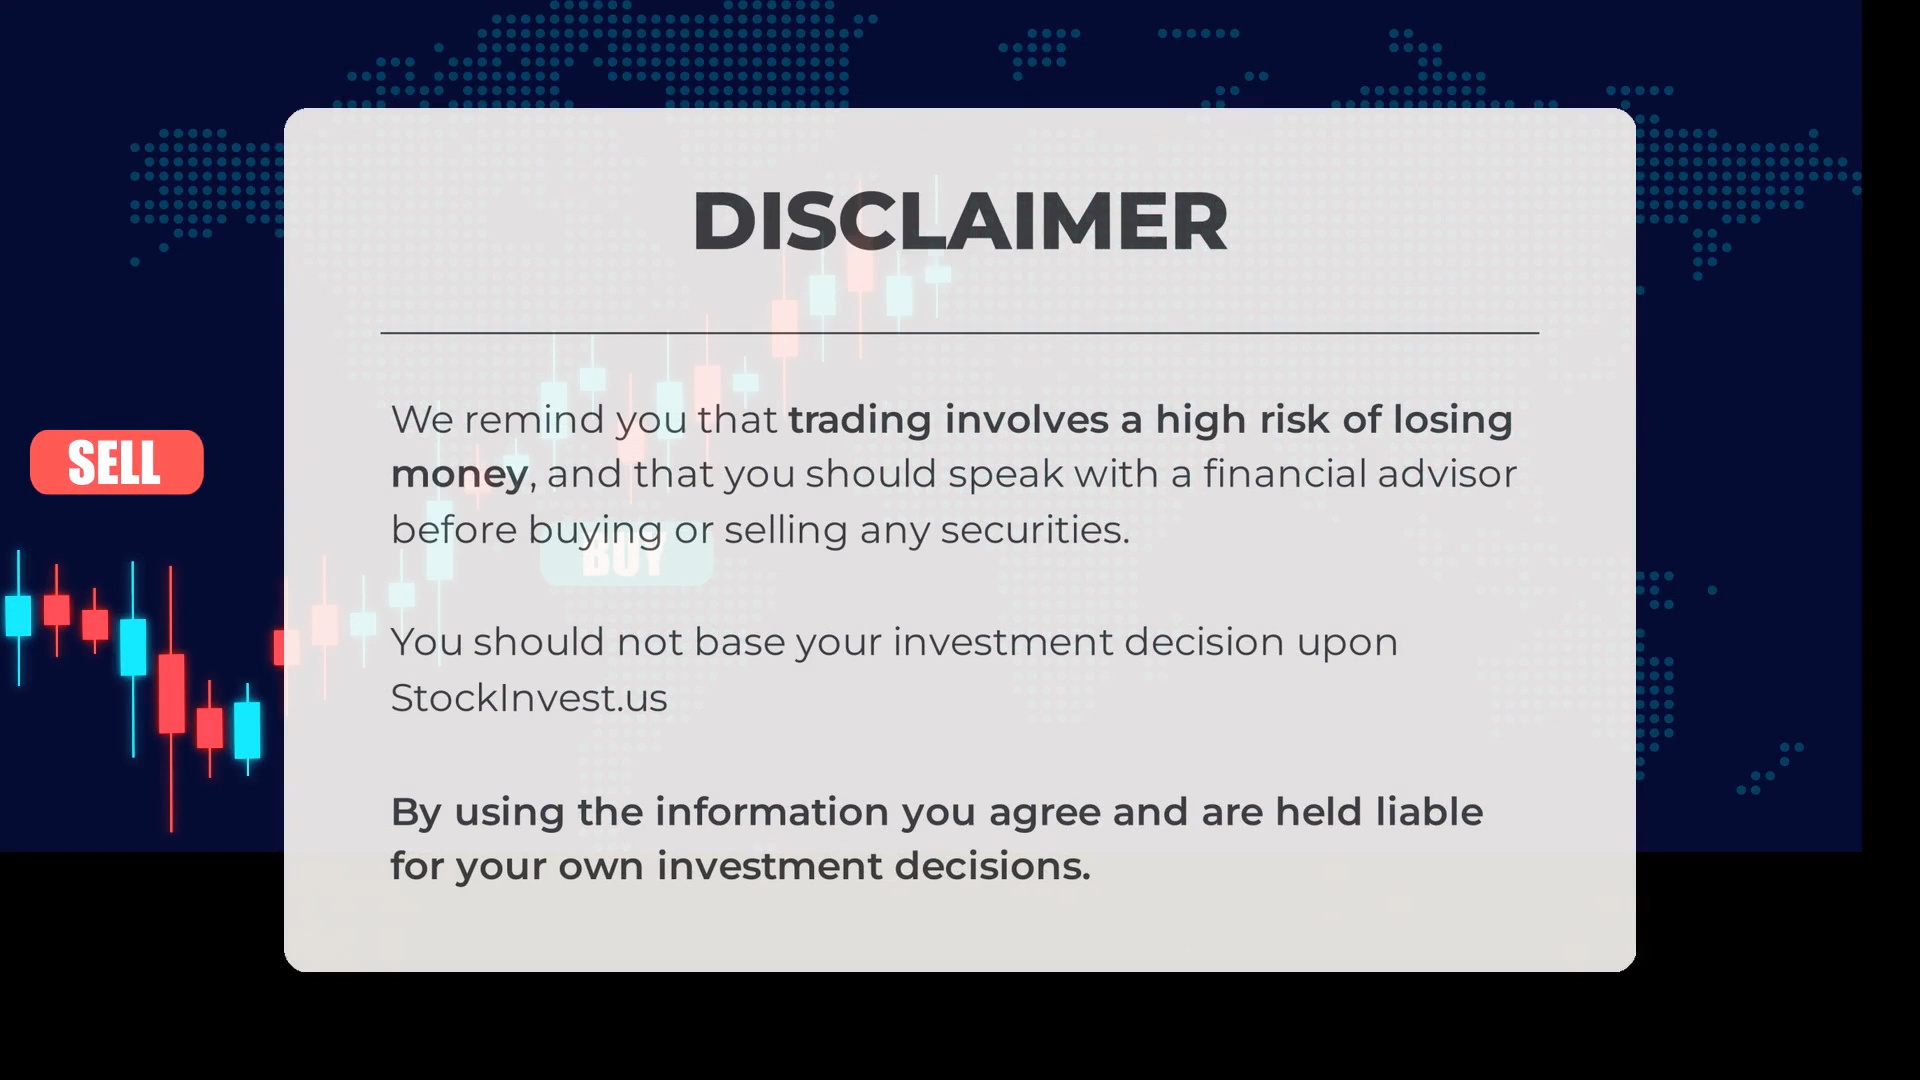 DISCLAIMER
We remind you that trading involves a high risk of losing
money, and that you should speak with a financial advisor
before buying or selling any securities.
You should not base your investment decision upon
StockInvest.us
By using the information you agree and are held liable
for your own investment decisions.
SELL
BUY